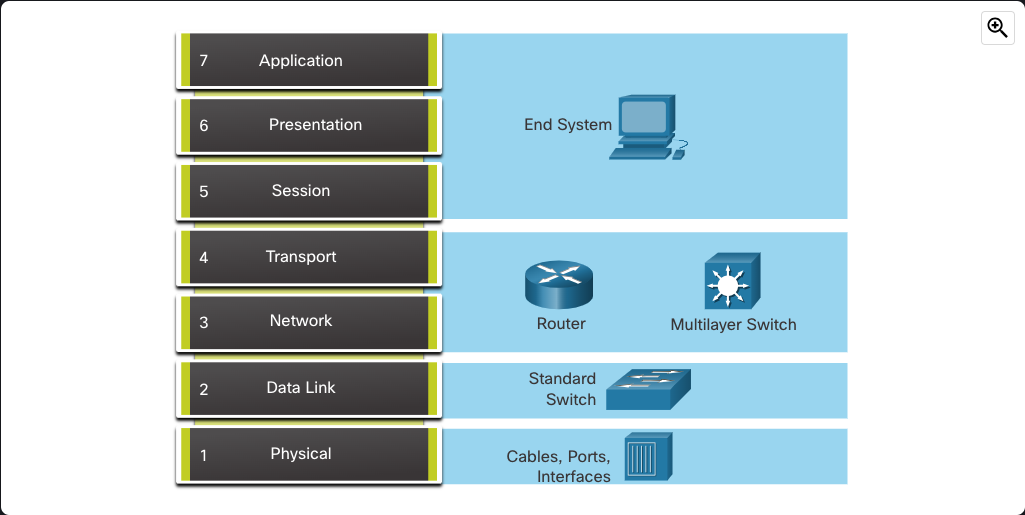 7 Application
6 Presentation
End System
5 Session
4 Transport
3 Network
Router
Multilayer Switch
2 Data Link
Standard
Switch
1 Physical
Cables, Ports,
Interfaces